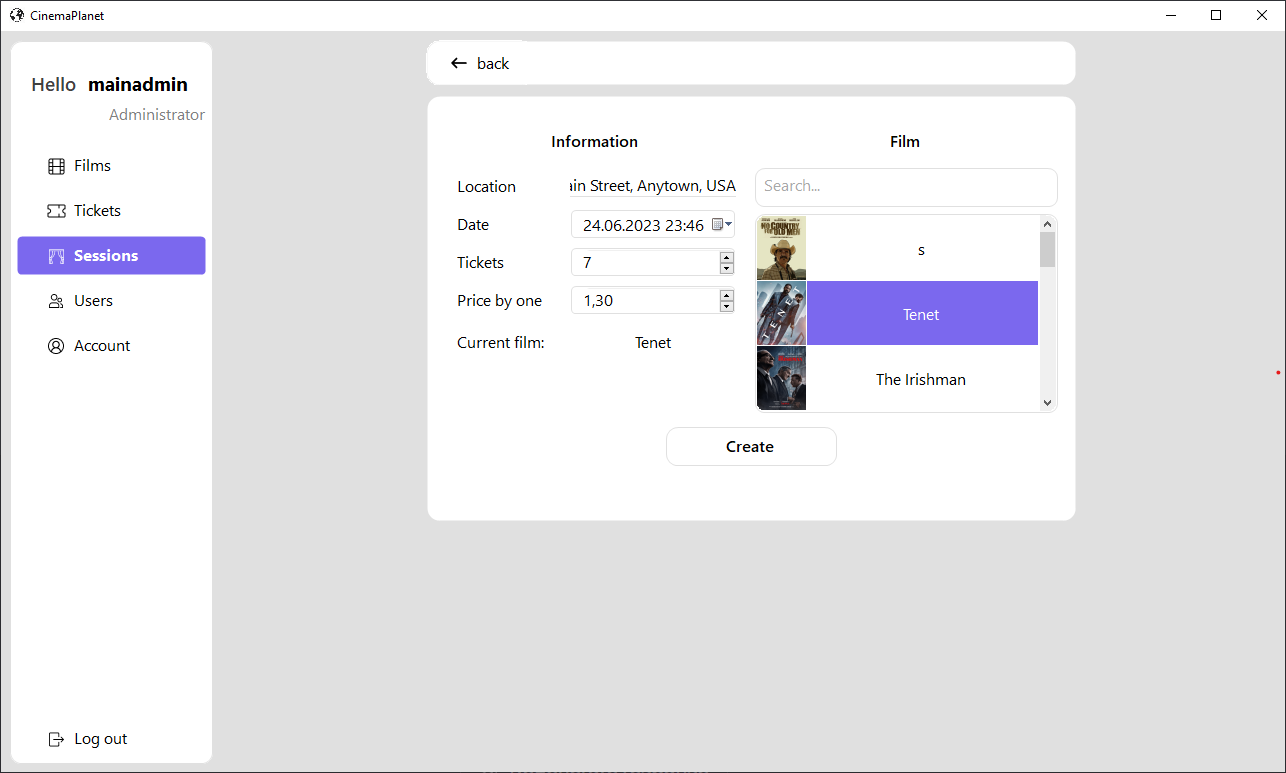 CinemaPlanet
Hello mainadmin
Administrator
Films
Tickets
Sessions
Users
Account
Log out
back
Information
Location ain Street, Anytown, USA
Date 24.06.2023 23:46
Tickets 7
Price by one 1,30
Current film: Tenet
Film
Search...
NO COUNTRY
FOR OLD MEN
s
TENET
Tenet
The Irishman
Create